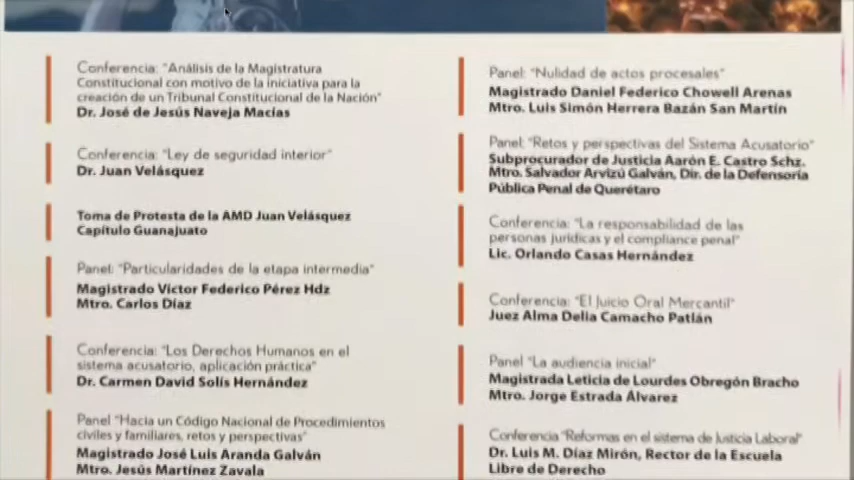 Conferencia: "Análisis de la Magistratura
Constitucional con motivo de la iniciativa para la
creación de un Tribunal Constitucional de la Nación"
Dr. José de Jesús Naveja Macías
Conferencia: "Ley de seguridad interior"
Dr. Juan Velásquez
Toma de Protesta de la AMD Juan Velásquez
Capítulo Guanajuato
Panel: "Particularidades de la etapa intermedia"
Magistrado Víctor Federico Pérez Hdz
Mtro. Carlos Díaz
Conferencia: "Los Derechos Humanos en el
sistema acusatorio, aplicación práctica"
Dr. Carmen David Solís Hernández
Panel "Hacia un Código Nacional de Procedimientos
civiles y familiares, retos y perspectivas"
Magistrado José Luis Aranda Galván
Mtro. Jesús Martínez Zavala
Panel: "Nulidad de actos procesales"
Magistrado Daniel Federico Chowell Arenas
Mtro. Luis Simón Herrera Bazán San Martín
Panel: "Retos y perspectivas del Sistema Acusatorio"
Subprocurador de Justicia Aarón E. Castro Schz.
Mtro. Salvador Arvizú Galván, Dir. de la Defensoría
Pública Penal de Querétaro
Conferencia: "La responsabilidad de las
personas jurídicas y el compliance penal"
Lic. Orlando Casas Hernández
Conferencia: "El Juicio Oral Mercantil"
Juez Alma Delia Camacho Patlán
Panel "La audiencia inicial"
Magistrada Leticia de Lourdes Obregón Bracho
Mtro. Jorge Estrada Álvarez
Conferencia "Reformas en el sistema de Justicia Laboral"
Dr. Luis M. Díaz Mirón, Rector de la Escuela
Libre de Derecho